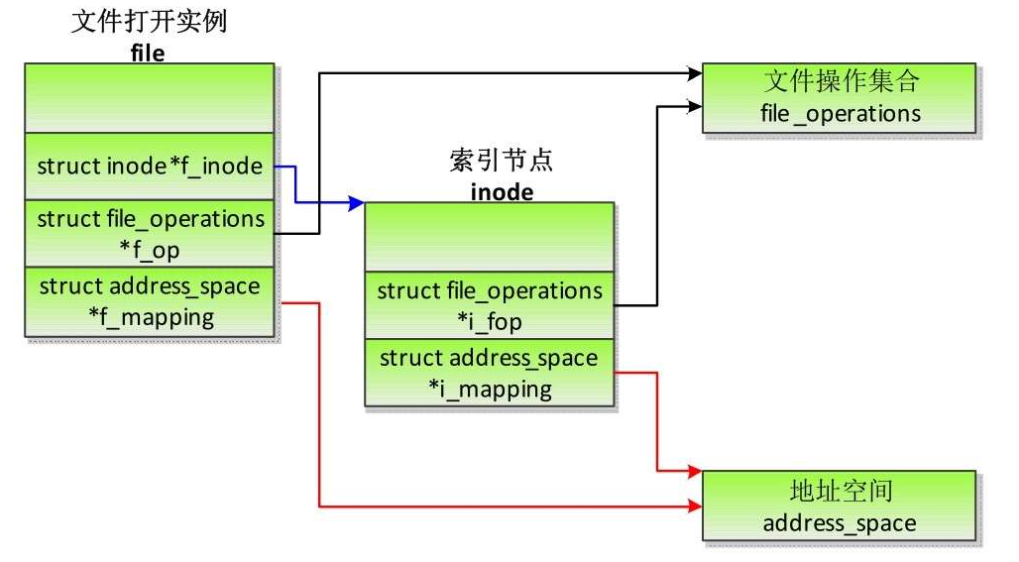 文件打开实例
file
struct inode*f_inode
struct file_operations
*f_op
struct address_space
*f_mapping
索引节点
inode
struct file_operations
*i_fop
struct address_space
*i_mapping
文件操作集合
file_operations
地址空间
address_space